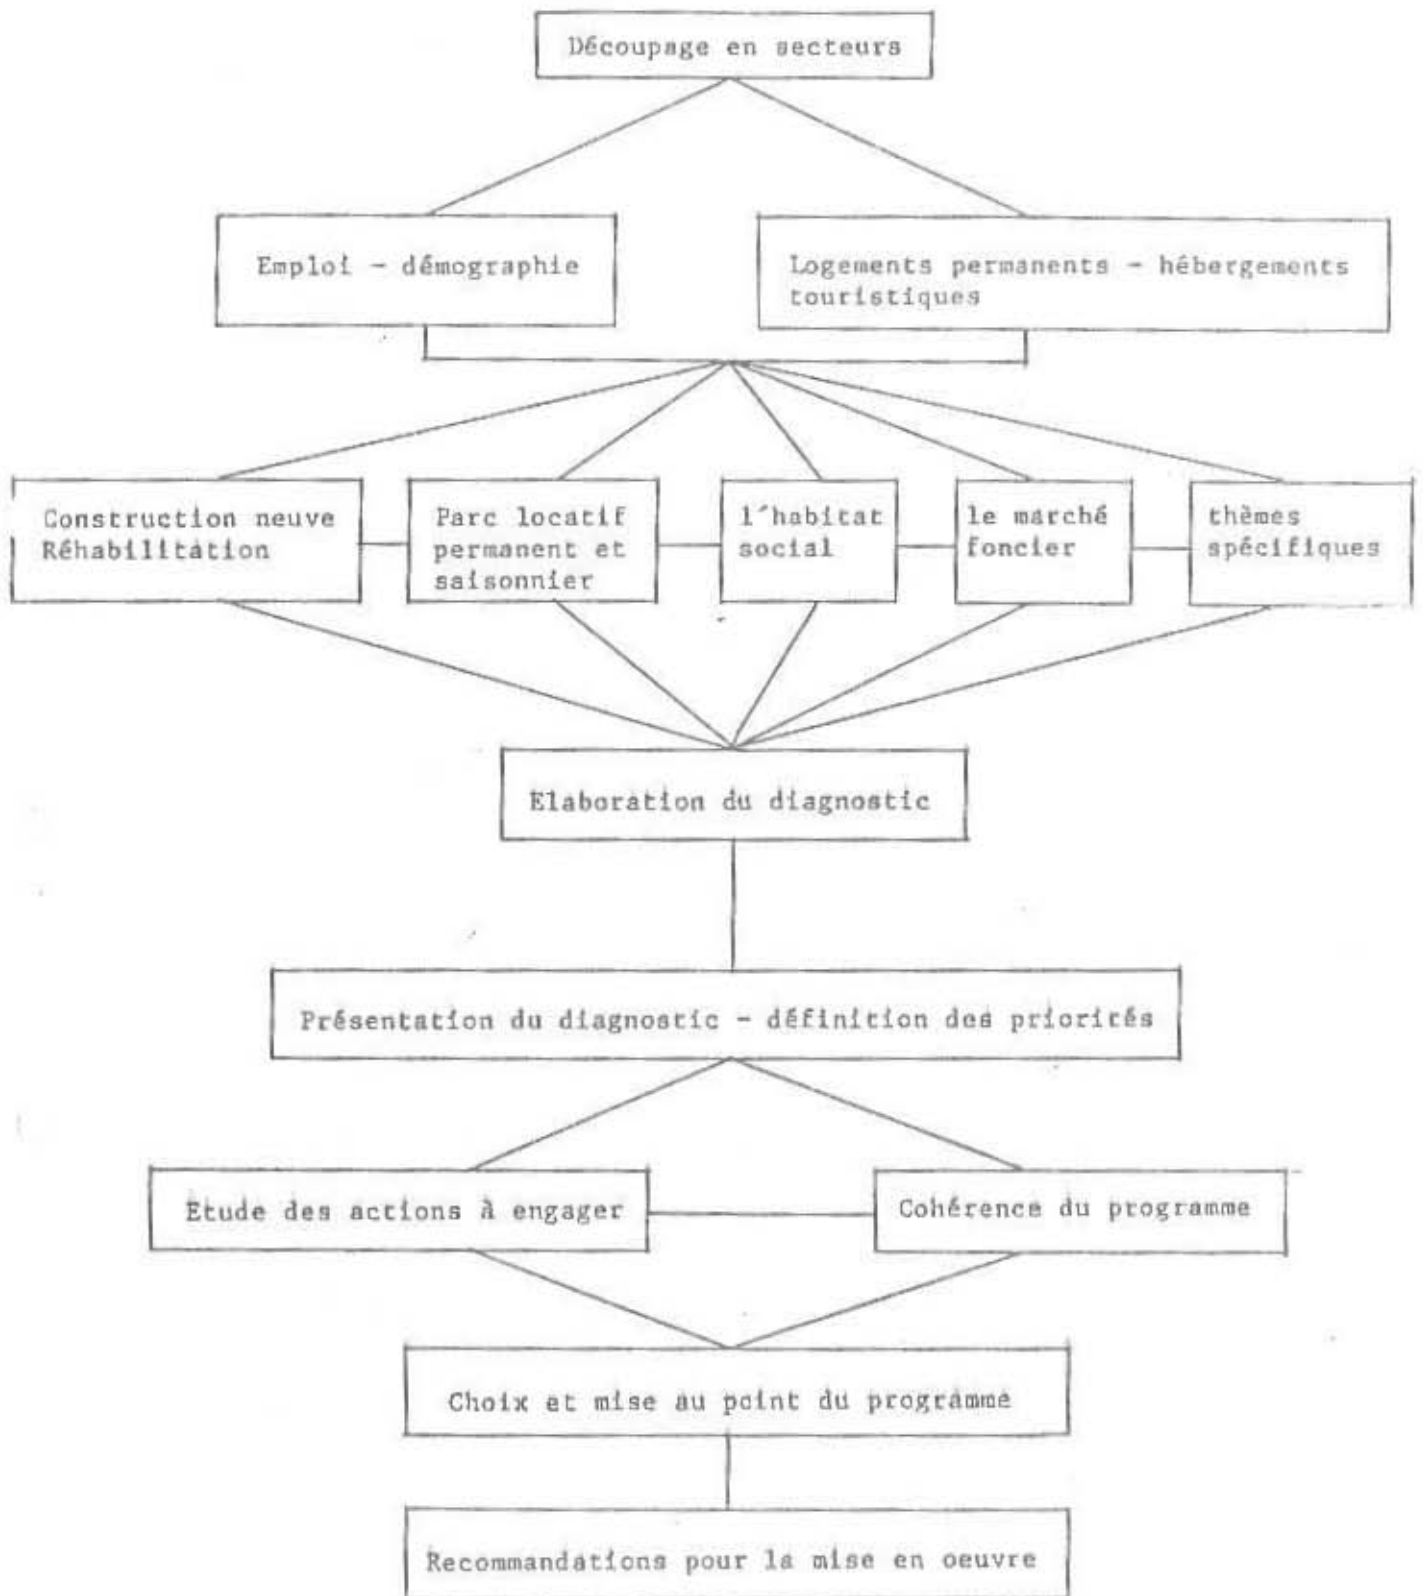 Découpage en secteurs
Emploi - démographie
Logements permanents - hébergements
touristiques
Construction neuve
Réhabilitation
Parc locatif
permanent et
saisonnier
l'habitat
social
le marché
foncier
thèmes
spécifiques
Elaboration du diagnostic
Présentation du diagnostic - définition des priorités
Etude des actions à engager
Cohérence du programme
Choix et mise au point du programme
Recommandations pour la mise en oeuvre